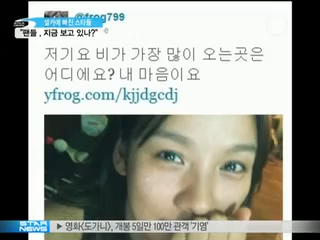 셀카에 빠진 스타들
"팬들, 지금 보고 있나?"
@frog799
저기요 비가 가장 많이 오는곳은
어디에요? 내 마음이요
yfrog.com/kjjdgcdj
STAR NEWS
▶ 영화<도가니>, 개봉 5일만 100만 관객 '기염'